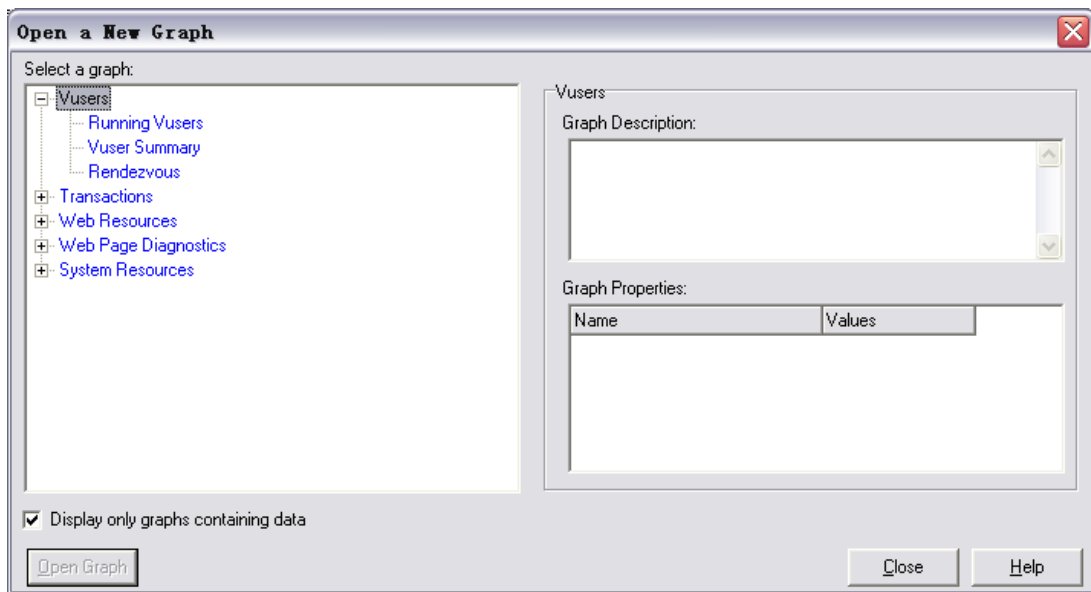 Open a New Graph
Select a graph:
Vusers
Running Vusers
Vuser Summary
Rendezvous
Transactions
Web Resources
Web Page Diagnostics
System Resources
Vusers
Graph Description:
Graph Properties:
Name Values
Display only graphs containing data
Open Graph Close Help